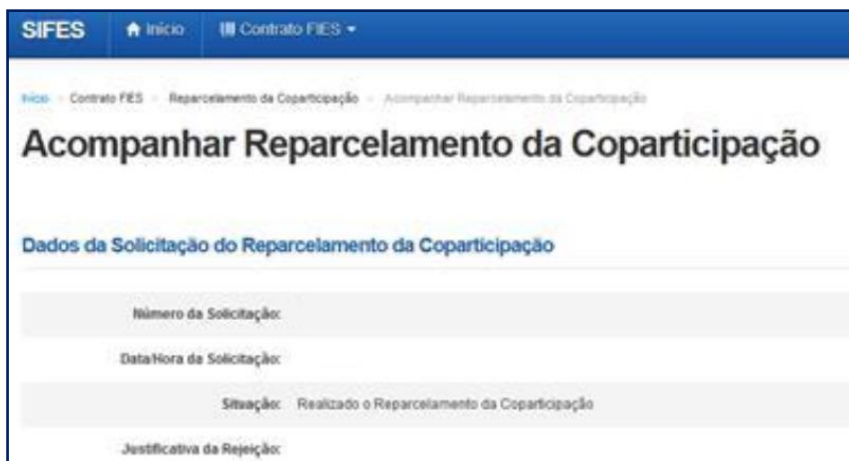 SIFES Início Contrato FIES
Início Contrato FIES Reparcelamento da Coparticipação Acompanhar Reparcelamento da Coparticipação
Acompanhar Reparcelamento da Coparticipação
Dados da Solicitação do Reparcelamento da Coparticipação
Número da Solicitação:
Data/Hora da Solicitação:
Situação: Realizado o Reparcelamento da Coparticipação
Justificativa da Rejeição: